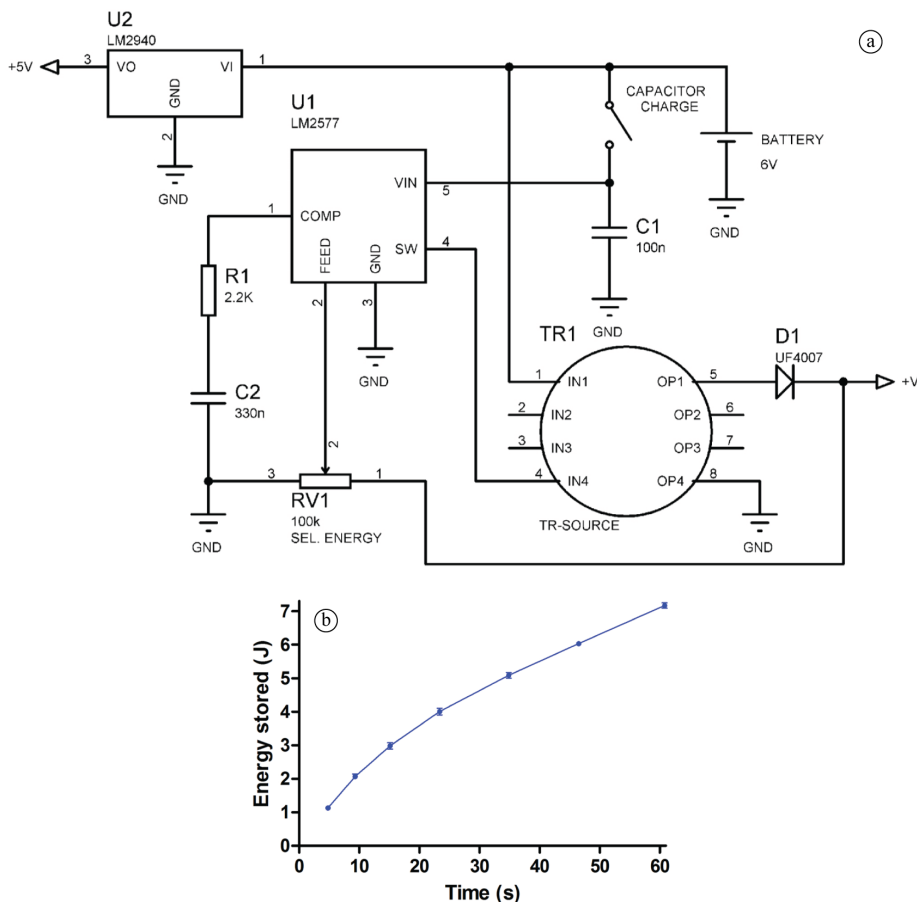 U2
LM2940
a
+5V
3
VO
VI
1
GND
2
GND
U1
LM2577
CAPACITOR
CHARGE
BATTERY
6V
GND
VIN
5
1
COMP
C1
100n
SW
4
FEED
GND
2
3
GND
GND
R1
2.2K
C2
330n
TR1
D1
UF4007
1
IN1
OP1
5
+V
2
IN2
OP2
6
3
IN3
OP3
7
4
IN4
OP4
8
TR-SOURCE
GND
2
3
1
RV1
100k
SEL. ENERGY
GND
b
Energy stored (J)
7
6
5
4
3
2
1
0
0 10 20 30 40 50 60
Time (s)